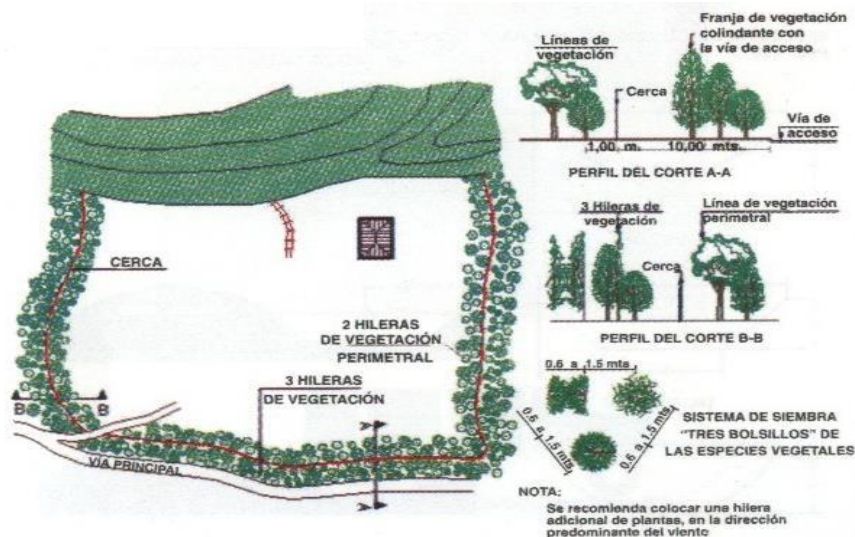 Líneas de
vegetación
Franja de vegetación
colindante con
la vía de acceso
Cerca
Vía de
acceso
1,00 m. 10,00 mts.
PERFIL DEL CORTE A-A
3 Hileras de
vegetación
Línea de vegetación
perimetral
Cerca
PERFIL DEL CORTE B-B
CERCA
2 HILERAS
DE VEGETACIÓN
PERIMETRAL
3 HILERAS
DE VEGETACIÓN
B B
VÍA PRINCIPAL
A
A
0.6 a 1.5 mts.
0.6 a 1.5 mts.
0.6 a 1.5 mts.
SISTEMA DE SIEMBRA
"TRES BOLSILLOS" DE
LAS ESPECIES VEGETALES
NOTA:
Se recomienda colocar una hilera
adicional de plantas, en la dirección
predominante del viento